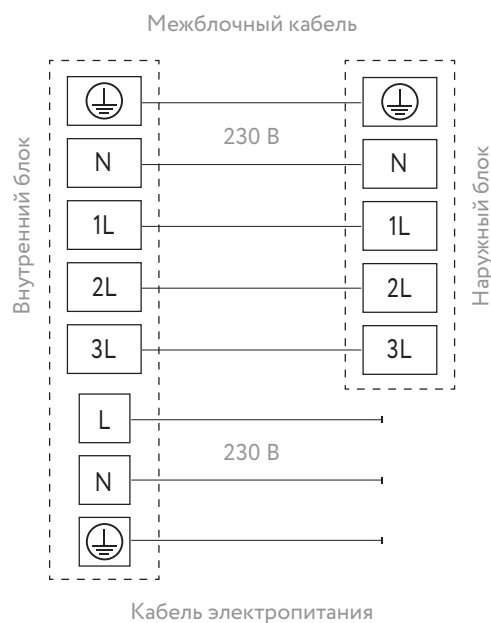 Межблочный кабель
Внутренний блок
Наружный блок
230 В
N
N
1L
1L
2L
2L
3L
3L
L
230 В
N
Кабель электропитания